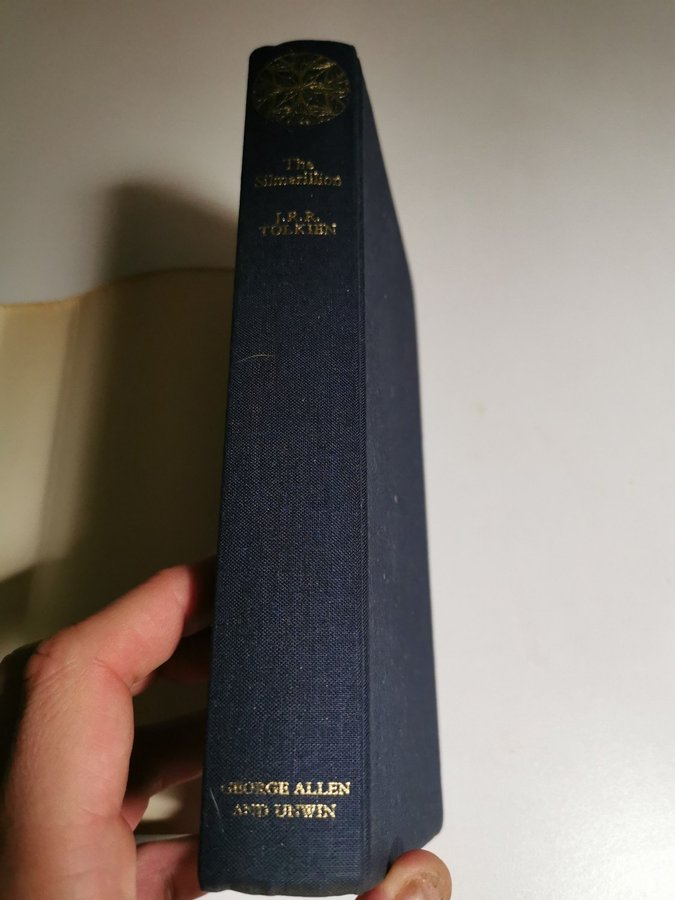 The
Silmarillion
J.R.R.
TOLKIEN
GEORGE ALLEN
AND UNWIN